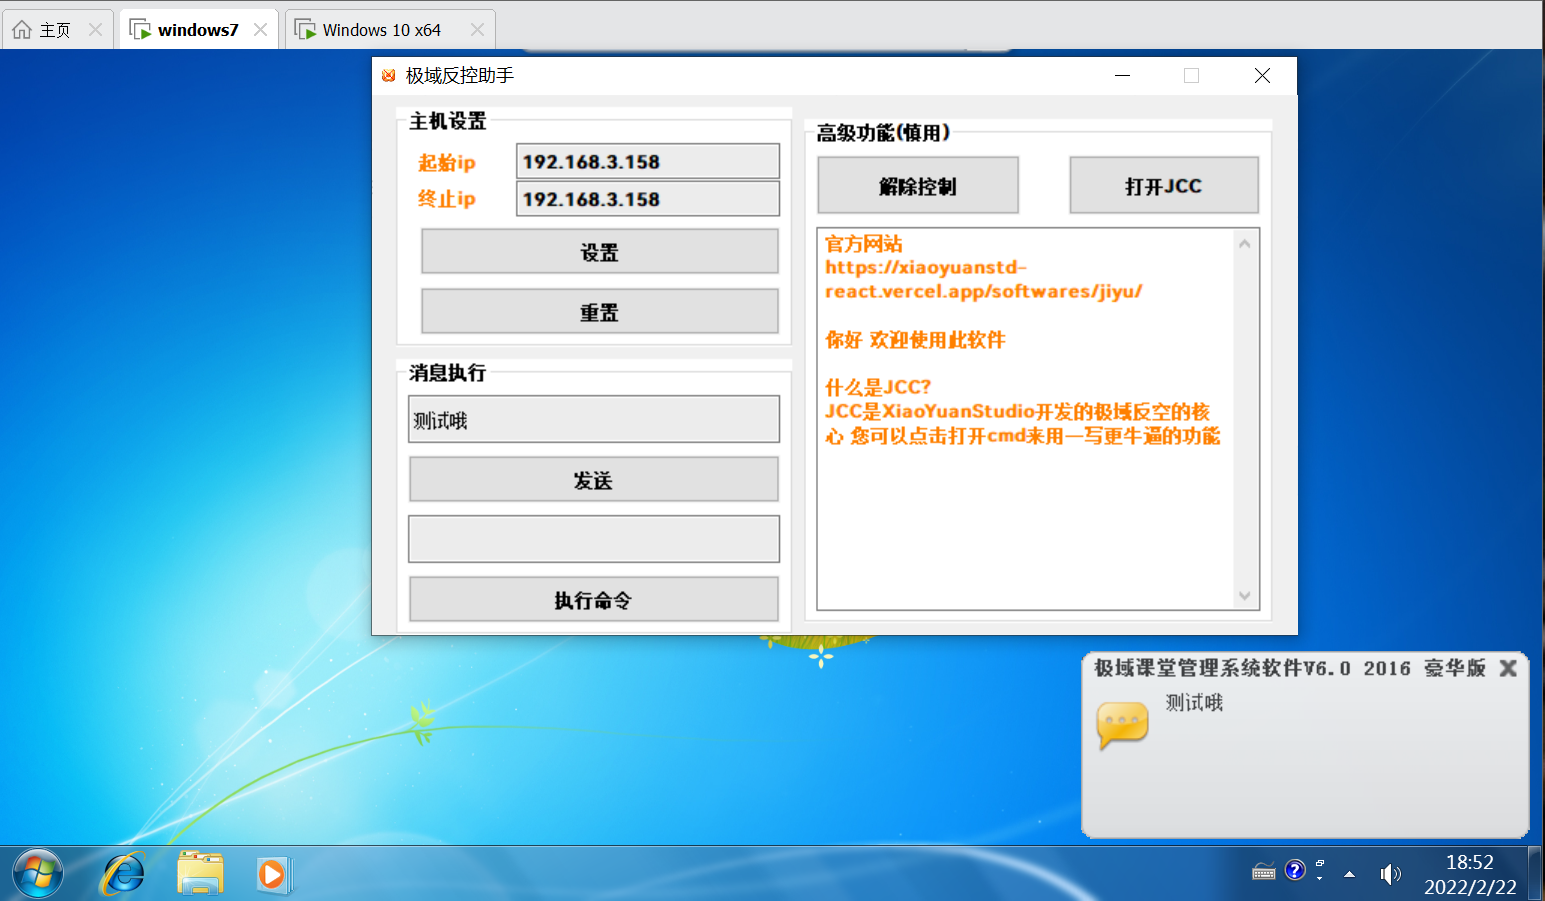 主页
windows7
Windows 10 x64
极域反控助手
主机设置
起始ip
192.168.3.158
终止ip
192.168.3.158
设置
重置
消息执行
测试哦
发送
执行命令
高级功能(慎用)
解除控制
打开JCC
官方网站
https://xiaoyuanstd-
react.vercel.app/softwares/jiyu/
你好 欢迎使用此软件
什么是JCC?
JCC是XiaoYuanStudio开发的极域反空的核
心 您可以点击打开cmd来用一写更牛逼的功能
极域课堂管理系统软件V6.0 2016 豪华版
测试哦
18:52
2022/2/22